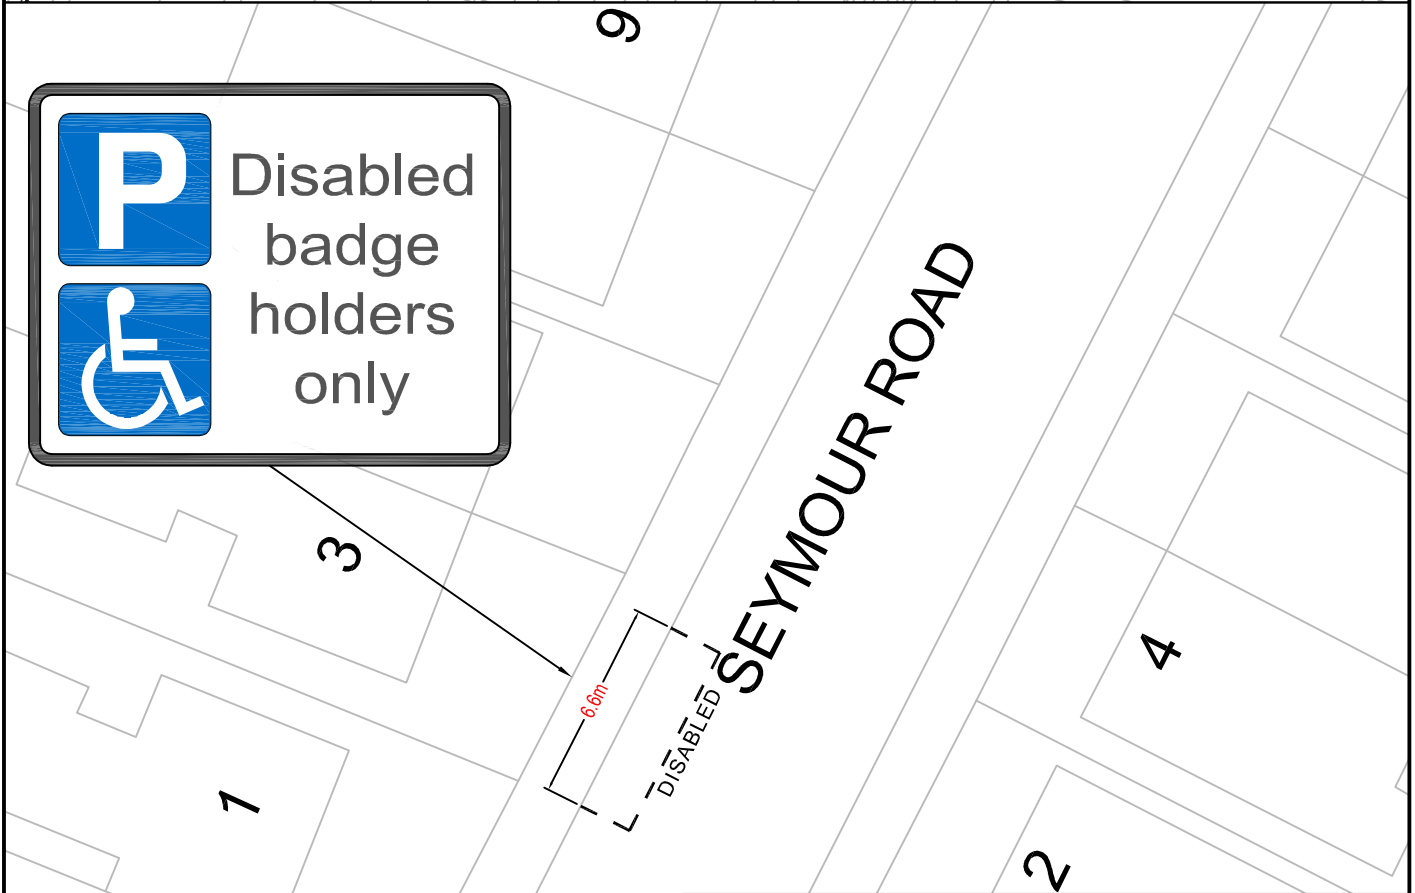 9
P
Disabled
badge
holders
only
SEYMOUR ROAD
3
4
6.6m
DISABLED
1
2